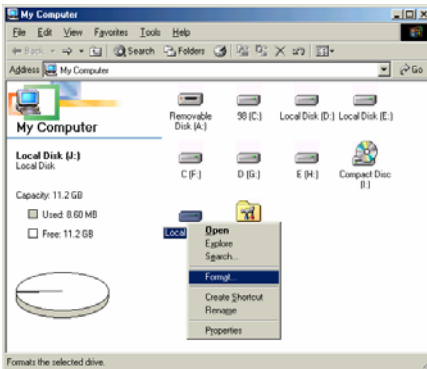 My Computer
File Edit View Favorites Tools Help
Back Search Folders
Address My Computer Go
My Computer
Removable Disk (A:)
98 (C:)
Local Disk (D:)
Local Disk (E:)
Local Disk (J:)
Local Disk
C (F:)
D (G:)
E (H:)
Compact Disc (I:)
Capacity: 11.2 GB
Used: 8.60 MB
Free: 11.2 GB
Local
Open
Explore
Search...
Format...
Create Shortcut
Rename
Properties
Formats the selected drive.